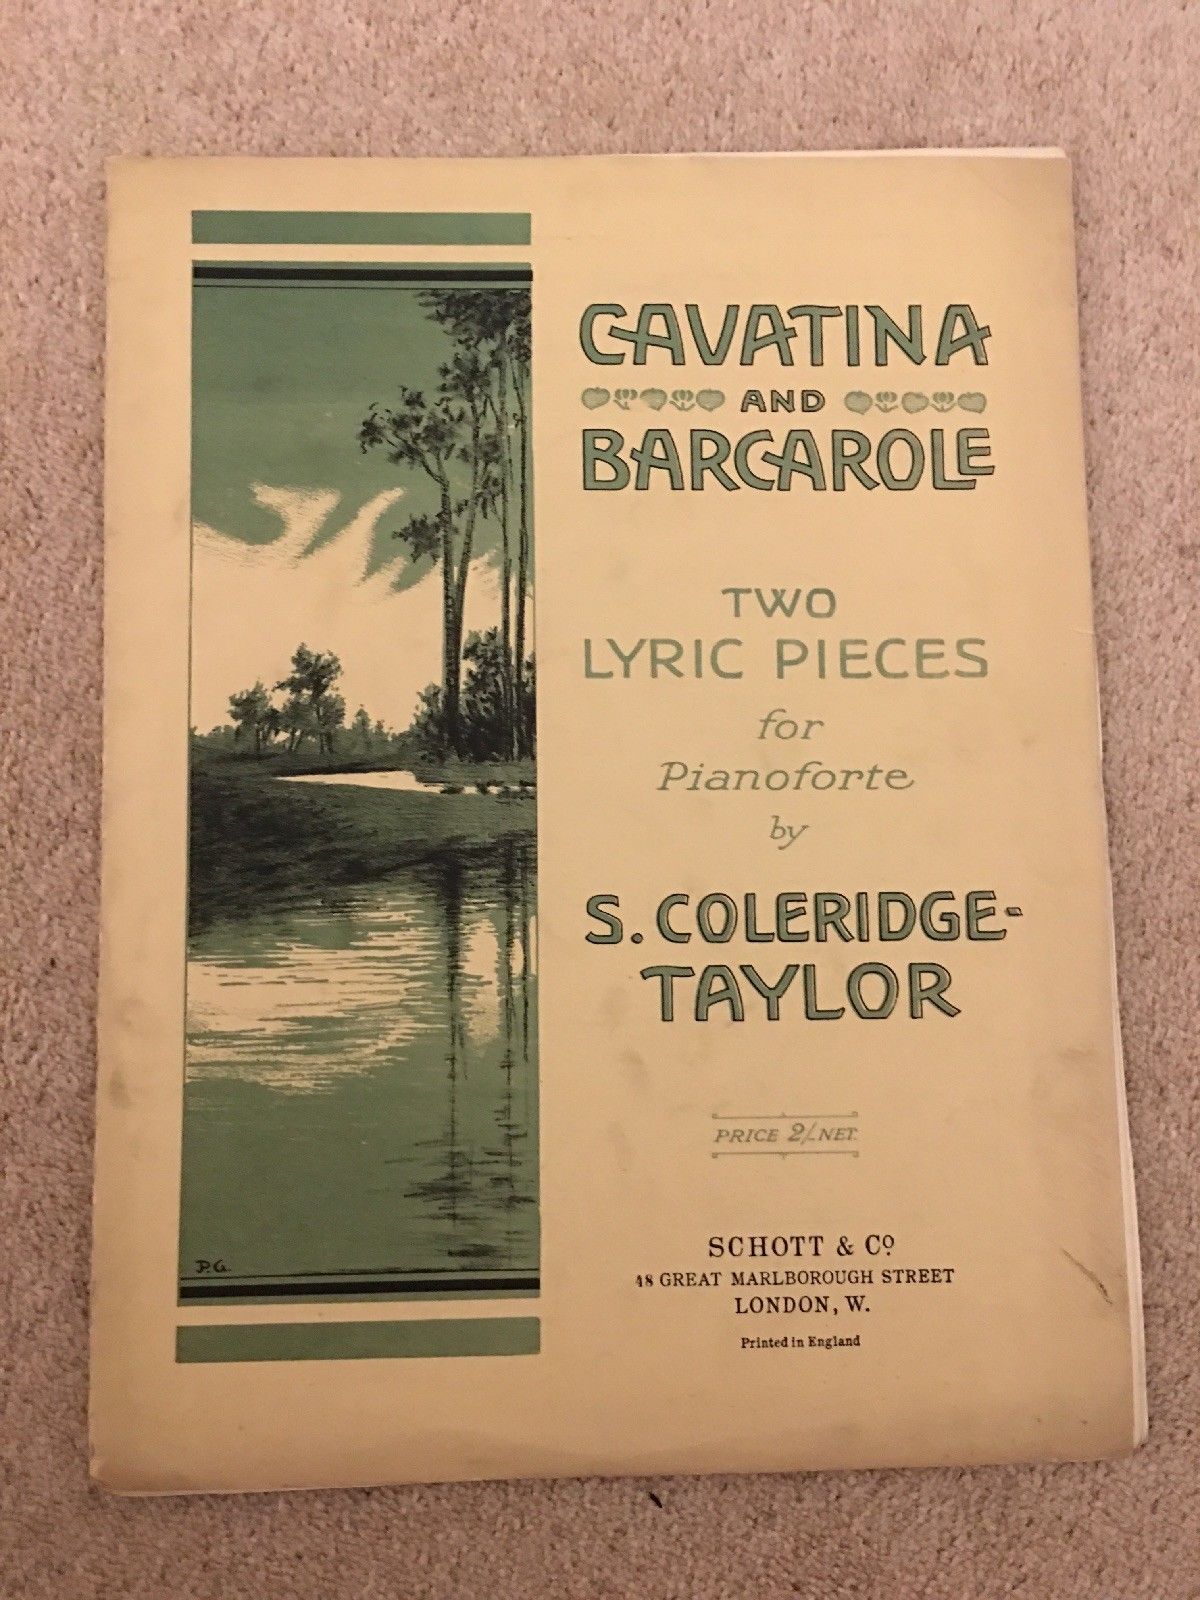 CAVATINA
AND
BARCAROLE
TWO
LYRIC PIECES
for
Pianoforte
by
S. COLERIDGE-
TAYLOR
PRICE 2/- NET.
SCHOTT & Co.
48 GREAT MARLBOROUGH STREET
LONDON, W.
Printed in England
P.G.